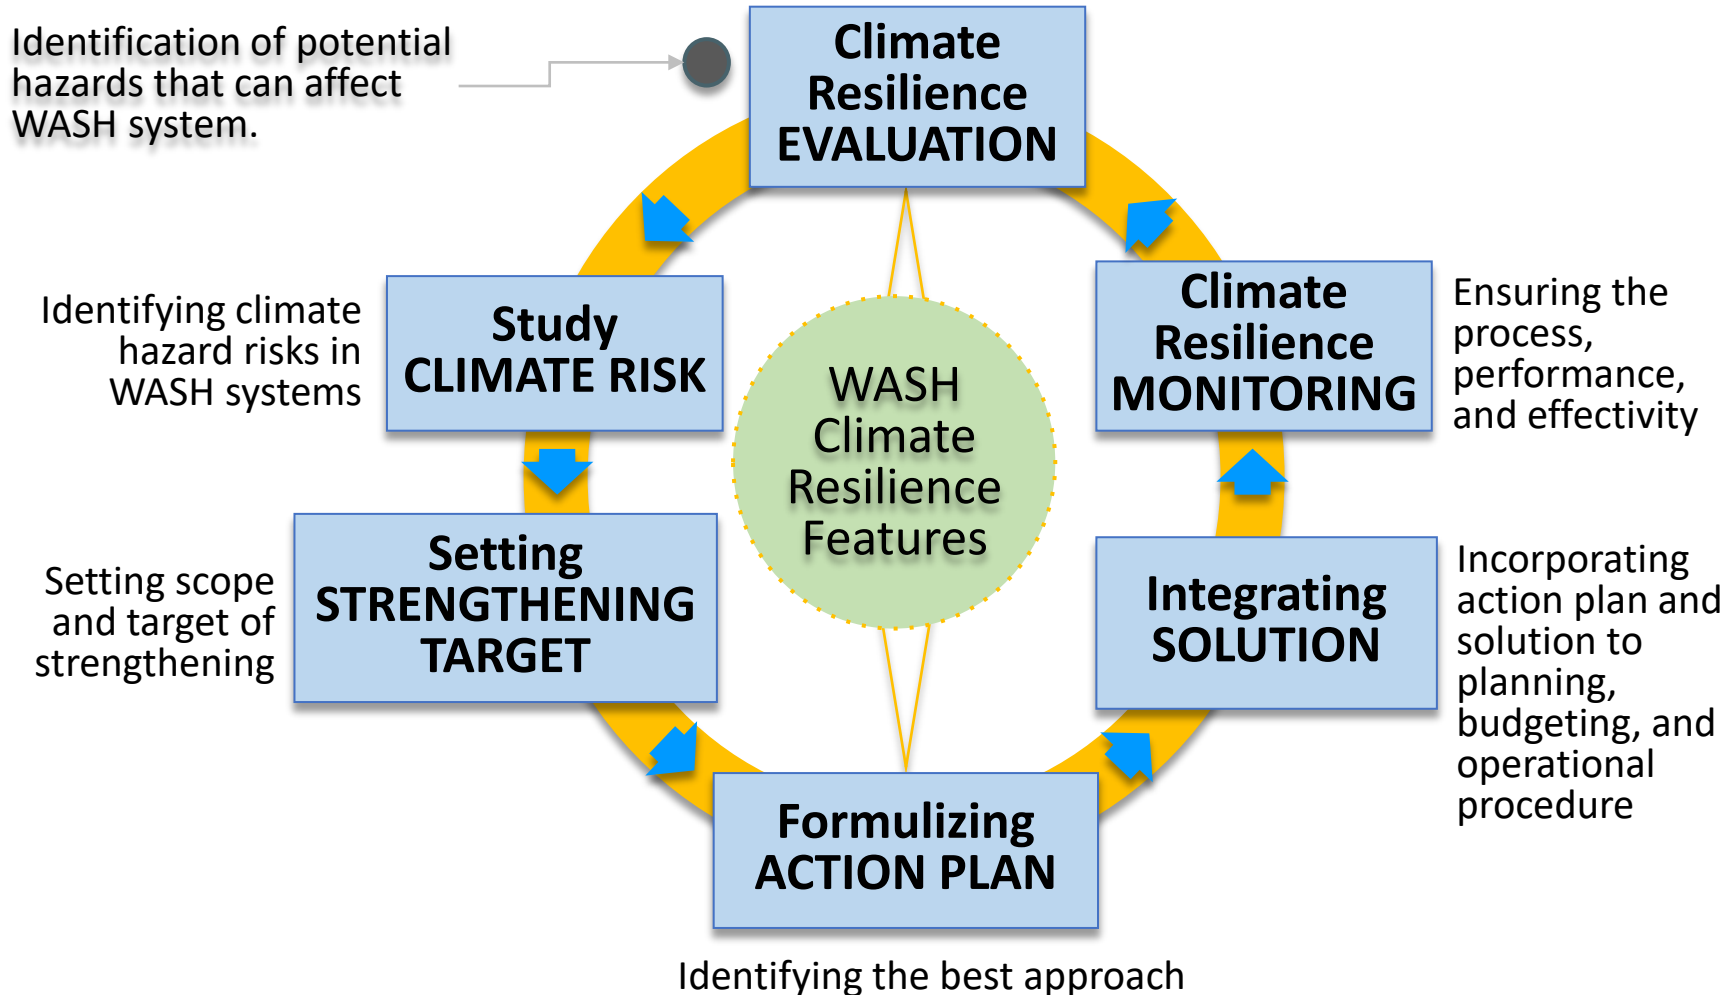 Identification of potential
hazards that can affect
WASH system.
Climate
Resilience
EVALUATION
Identifying climate
hazard risks in
WASH systems
Study
CLIMATE RISK
Setting scope
and target of
strengthening
Setting
STRENGTHENING
TARGET
WASH
Climate
Resilience
Features
Formulizing
ACTION PLAN
Identifying the best approach
Integrating
SOLUTION
Incorporating
action plan and
solution to
planning,
budgeting, and
operational
procedure
Climate
Resilience
MONITORING
Ensuring the
process,
performance,
and effectivity